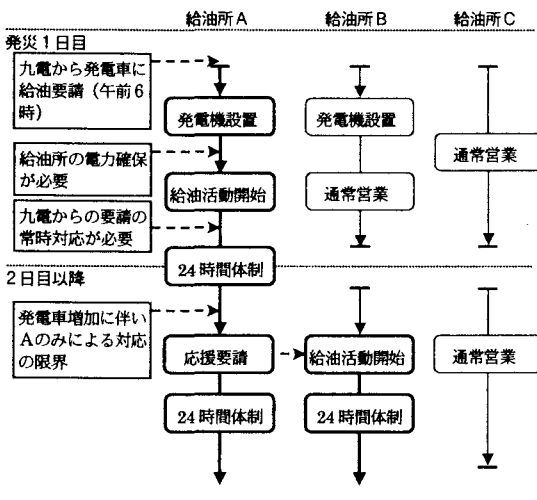 給油所A 給油所B 給油所C
発災1日目
九電から発電車に
給油要請(午前6
時)
発電機設置 発電機設置
通常営業
給油所の電力確保
が必要
給油活動開始 通常営業
九電からの要請の
常時対応が必要
24時間体制
2日目以降
発電車増加に伴い
Aのみによる対応
の限界
応援要請 給油活動開始 通常営業
24時間体制 24時間体制